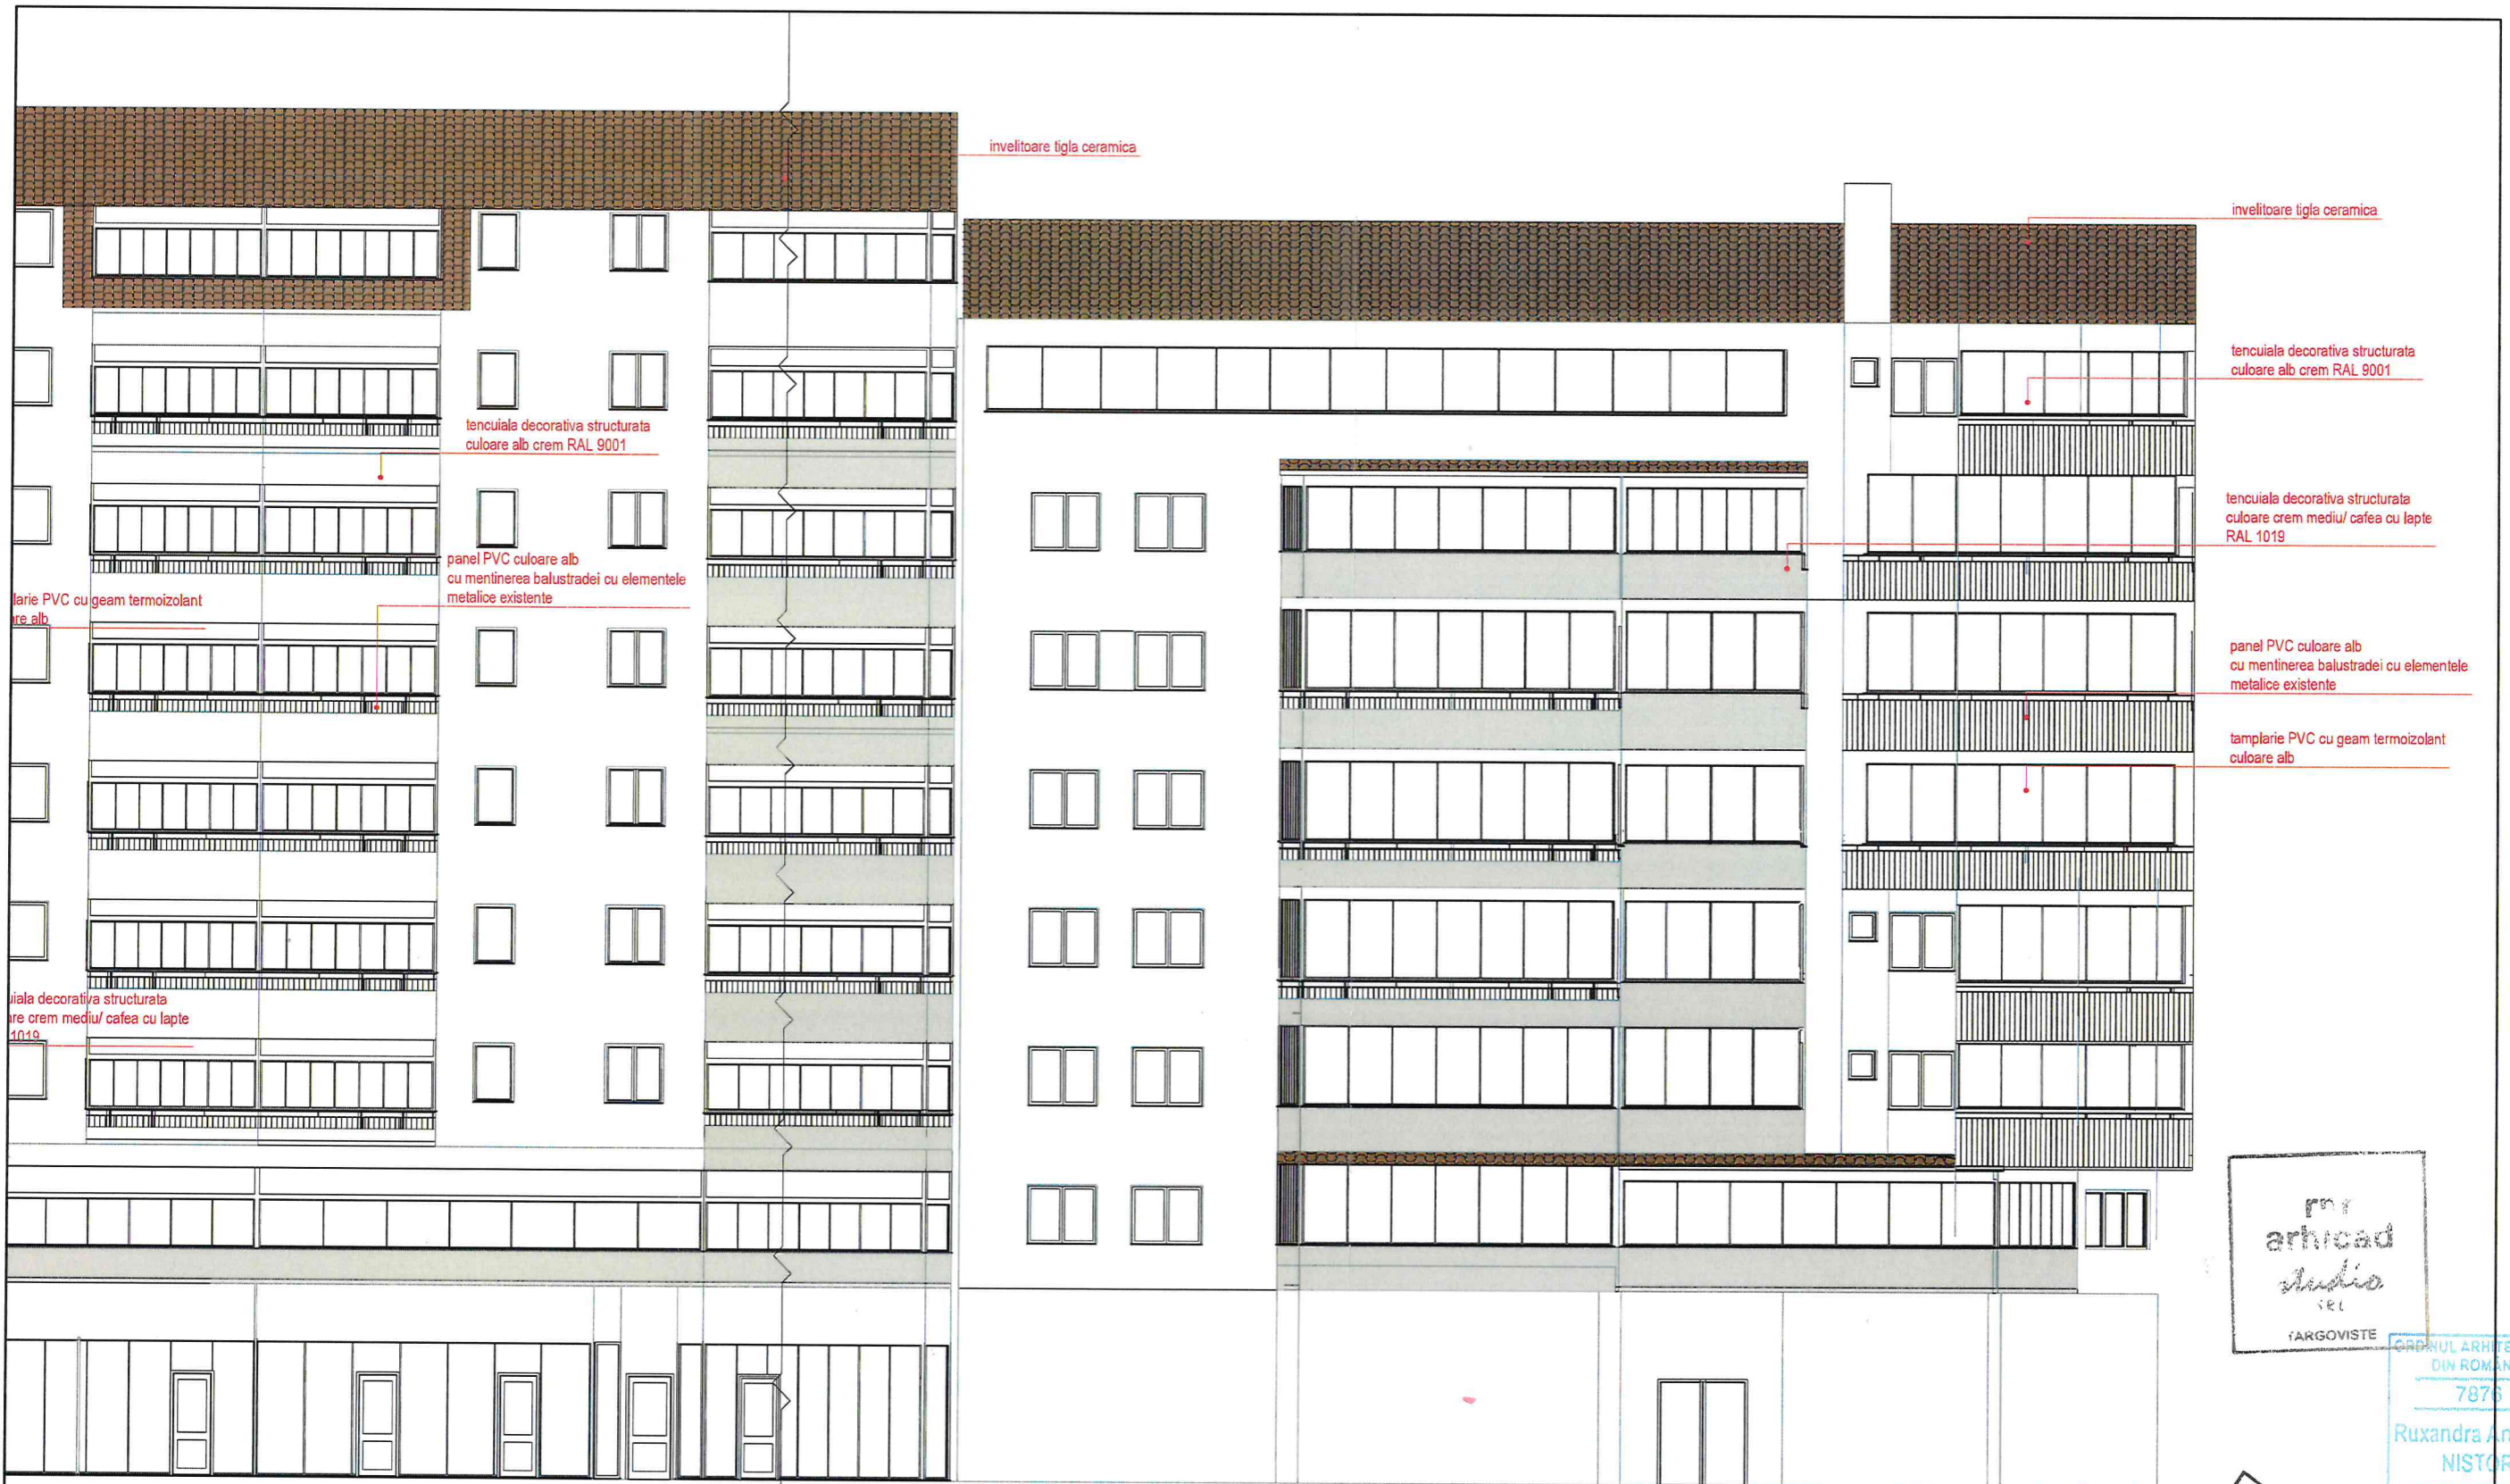 invelitoare tigla ceramica
invelitoare tigla ceramica
tencuiala decorativa structurata
culoare alb crem RAL 9001
tencuiala decorativa structurata
culoare alb crem RAL 9001
tencuiala decorativa structurata
culoare crem mediu/ cafea cu lapte
RAL 1019
panel PVC culoare alb
cu mentinerea balustradei cu elementele
metalice existente
larie PVC cu geam termoizolant
re alb
panel PVC culoare alb
cu mentinerea balustradei cu elementele
metalice existente
tamplarie PVC cu geam termoizolant
culoare alb
uiala decorativa structurata
are crem mediu/ cafea cu lapte
1019
arhicad
studio
SRL
TARGOVISTE
ORDINUL
DIN
7876
Ruxandra